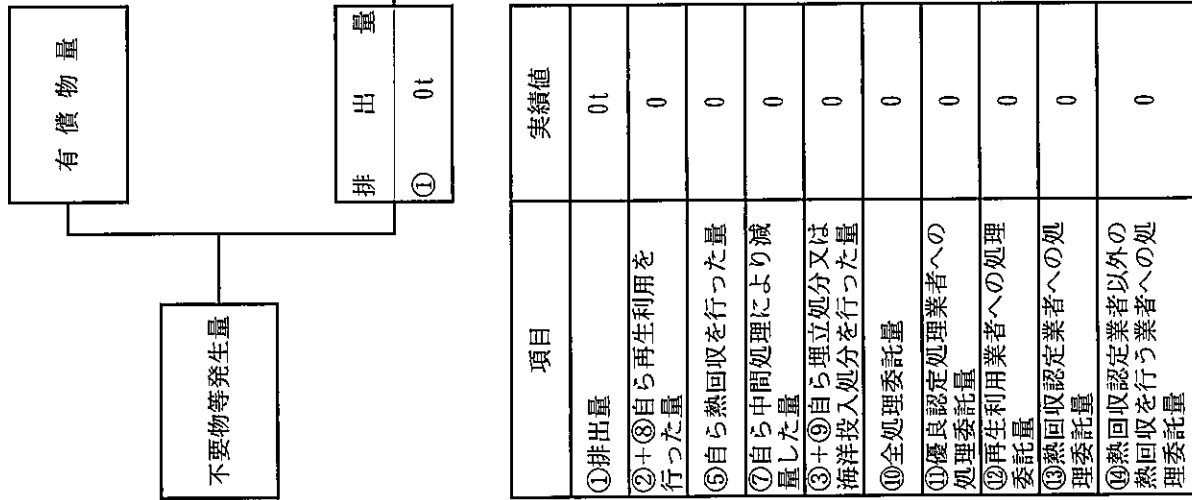 不要物等発生量
有償物量
排出量
① 0t
項目 実績値
①排出量 0t
②+⑧自ら再生利用を
行った量 0
⑤自ら熱回収を行った量 0
⑦自ら中間処理により減
量した量 0
③+⑨自ら埋立処分又は
海洋投入処分を行った量 0
⑩全処理委託量 0
⑪優良認定処理業者への
処理委託量 0
⑫再生利用業者への処理
委託量 0
⑬熱回収認定業者への処
理委託量 0
⑭熱回収認定業者以外の
熱回収を行う業者への処
理委託量 0